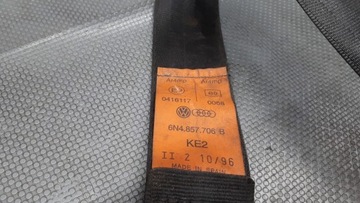 0416117 0068
6N4.857.706 B
KE2
II 2 10/96
MADE IN SPAIN